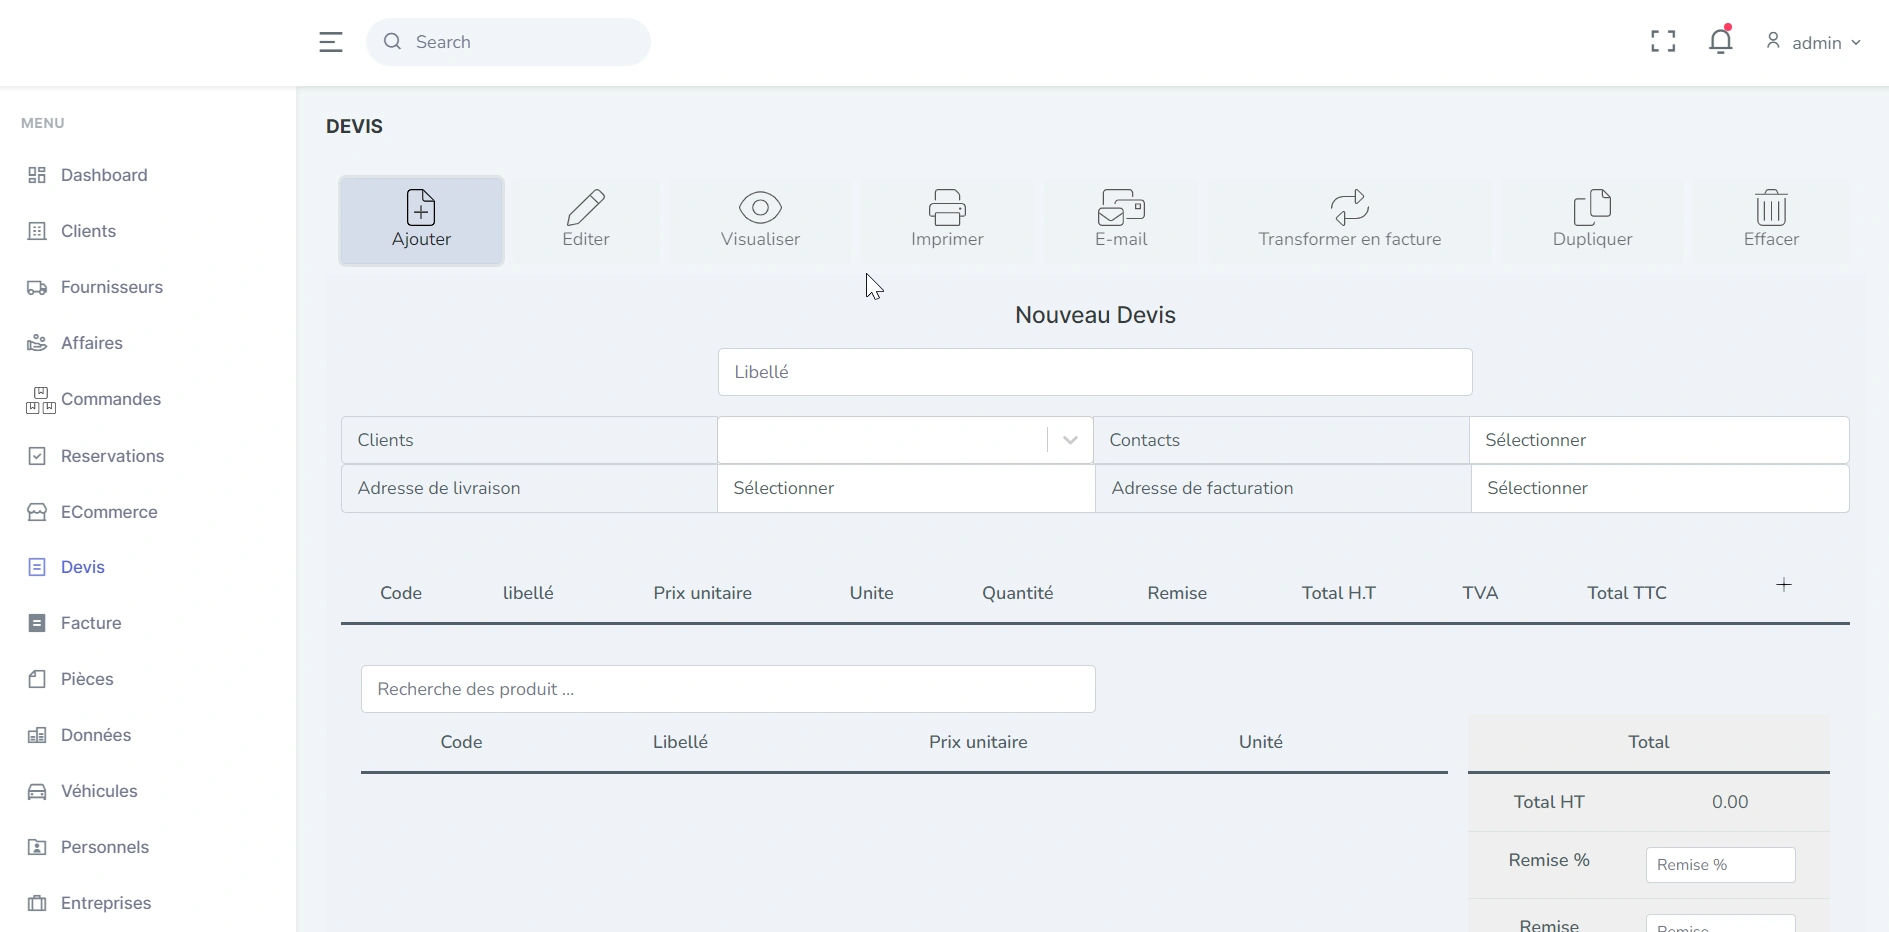 Search
admin
MENU
Dashboard
Clients
Fournisseurs
Affaires
Commandes
Reservations
ECommerce
Devis
Facture
Pièces
Données
Véhicules
Personnels
Entreprises
DEVIS
Ajouter
Editer
Visualiser
Imprimer
E-mail
Transformer en facture
Dupliquer
Effacer
Nouveau Devis
Libellé
Clients
Contacts
Sélectionner
Adresse de livraison
Sélectionner
Adresse de facturation
Sélectionner
Code libellé Prix unitaire Unite Quantité Remise Total H.T TVA Total TTC +
Recherche des produit ...
Code Libellé Prix unitaire Unité
Total
Total HT 0.00
Remise % Remise %
Remise Remise